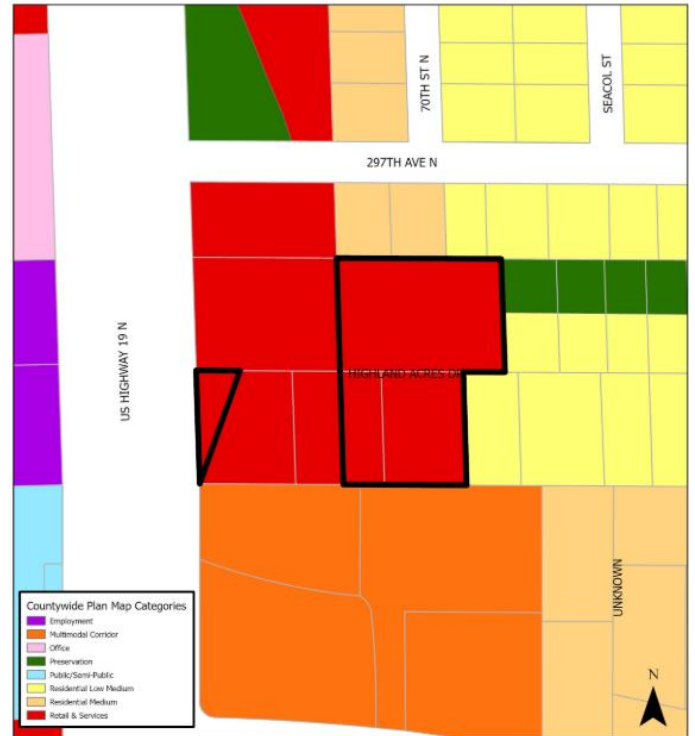 70TH ST N
SEACOL ST
297TH AVE N
US HIGHWAY 19 N
HIGHLAND ACRES DR
UNKNOWN
Countywide Plan Map Categories
Employment
Multimodal Corridor
Office
Preservation
Public/Semi-Public
Residential Low Medium
Residential Medium
Retail & Services
N